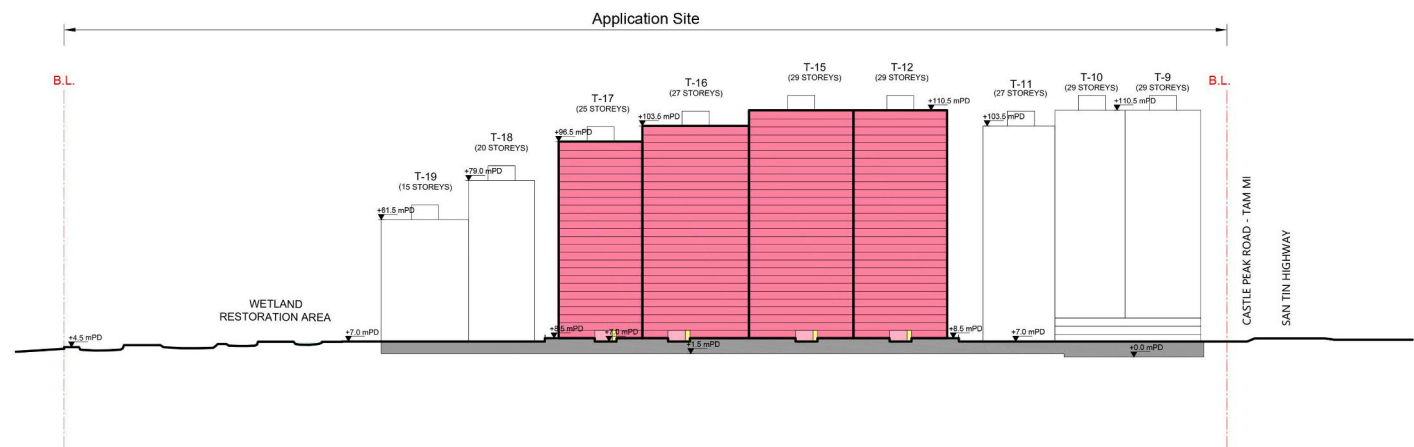 Application Site
B.L.
B.L.
T-15
(29 STOREYS)
T-12
(29 STOREYS)
T-16
(27 STOREYS)
T-11
(27 STOREYS)
T-10
(29 STOREYS)
T-9
(29 STOREYS)
T-17
(25 STOREYS)
+110.5 mPD
+110.5 mPD
+103.5 mPD
+103.5 mPD
+96.5 mPD
T-18
(20 STOREYS)
+79.0 mPD
T-19
(15 STOREYS)
+61.5 mPD
WETLAND
RESTORATION AREA
+4.5 mPD
+7.0 mPD
+8.5 mPD
+7.0 mPD
+8.5 mPD
+7.0 mPD
+1.5 mPD
+0.0 mPD
CASTLE PEAK ROAD - TAM MI
SAN TIN HIGHWAY